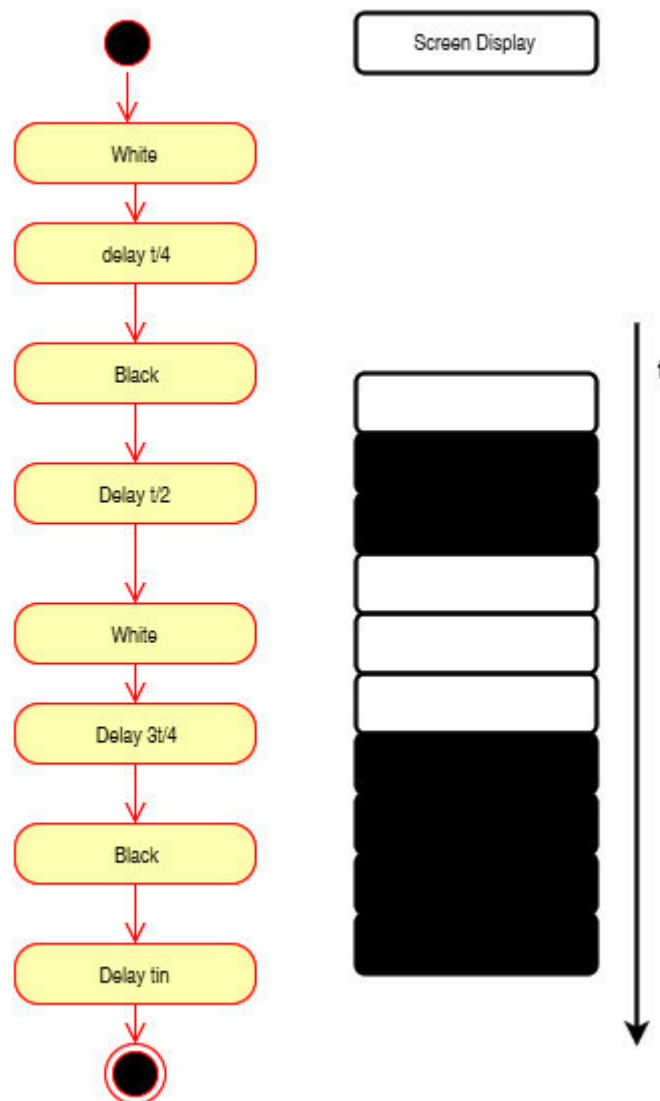 Screen Display
White
delay t/4
Black
Delay t/2
White
Delay 3t/4
Black
Delay tin